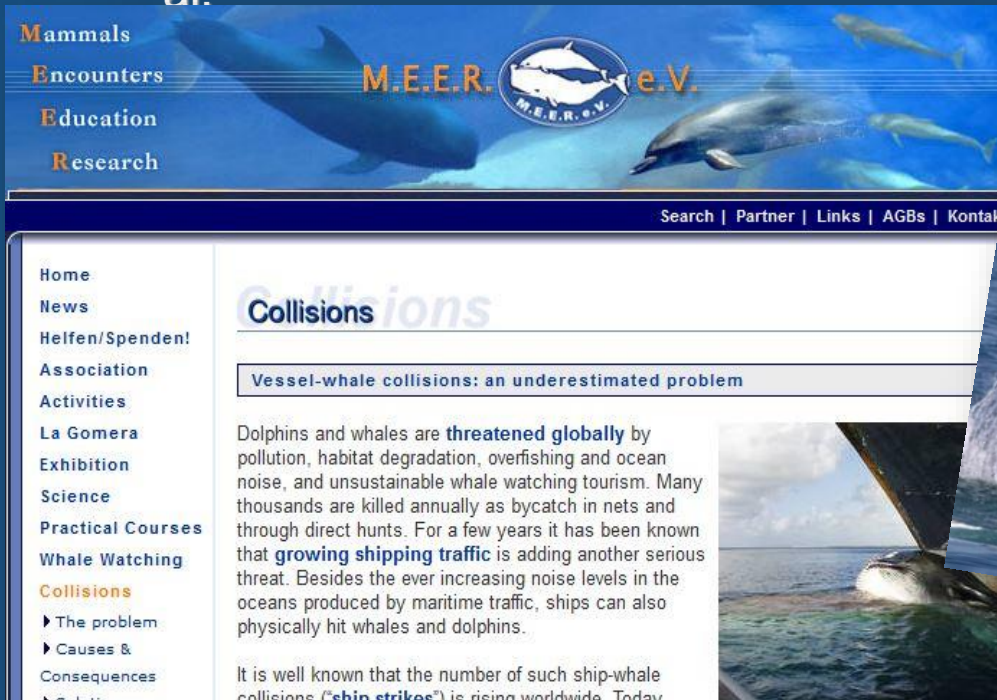 Mammals
Encounters
Education
Research
M.E.E.R. e.V.
M.E.E.R. e.V.
Search | Partner | Links | AGBs |
Home
News
Helfen/Spenden!
Association
Activities
La Gomera
Exhibition
Science
Practical Courses
Whale Watching
Collisions
The problem
Causes &
Consequences
Collisions
Vessel-whale collisions: an underestimated problem
Dolphins and whales are threatened globally by
pollution, habitat degradation, overfishing and ocean
noise, and unsustainable whale watching tourism. Many
thousands are killed annually as bycatch in nets and
through direct hunts. For a few years it has been known
that growing shipping traffic is adding another serious
threat. Besides the ever increasing noise levels in the
oceans produced by maritime traffic, ships can also
physically hit whales and dolphins.
It is well known that the number of such ship-whale
collisions ("ship strikes") is rising worldwide. Today